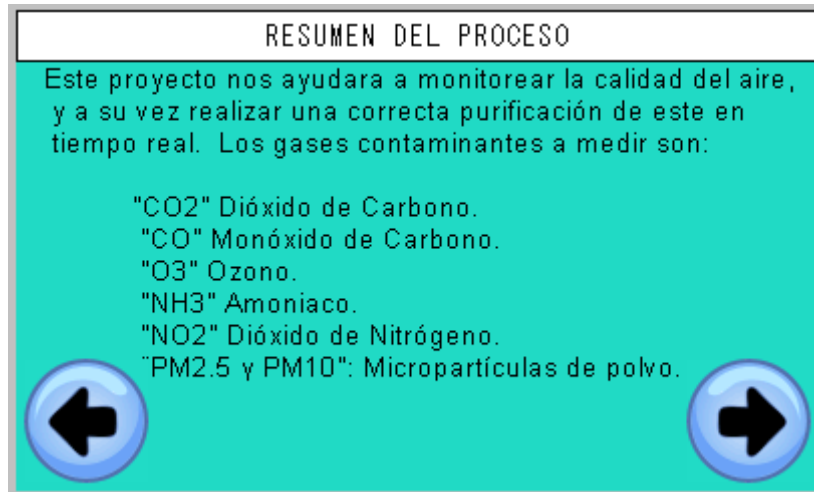 RESUMEN DEL PROCESO
Este proyecto nos ayudara a monitorear la calidad del aire,
y a su vez realizar una correcta purificación de este en
tiempo real. Los gases contaminantes a medir son:
"CO2" Dióxido de Carbono.
"CO" Monóxido de Carbono.
"O3" Ozono.
"NH3" Amoniaco.
"NO2" Dióxido de Nitrógeno.
"PM2.5 y PM10": Micropartículas de polvo.